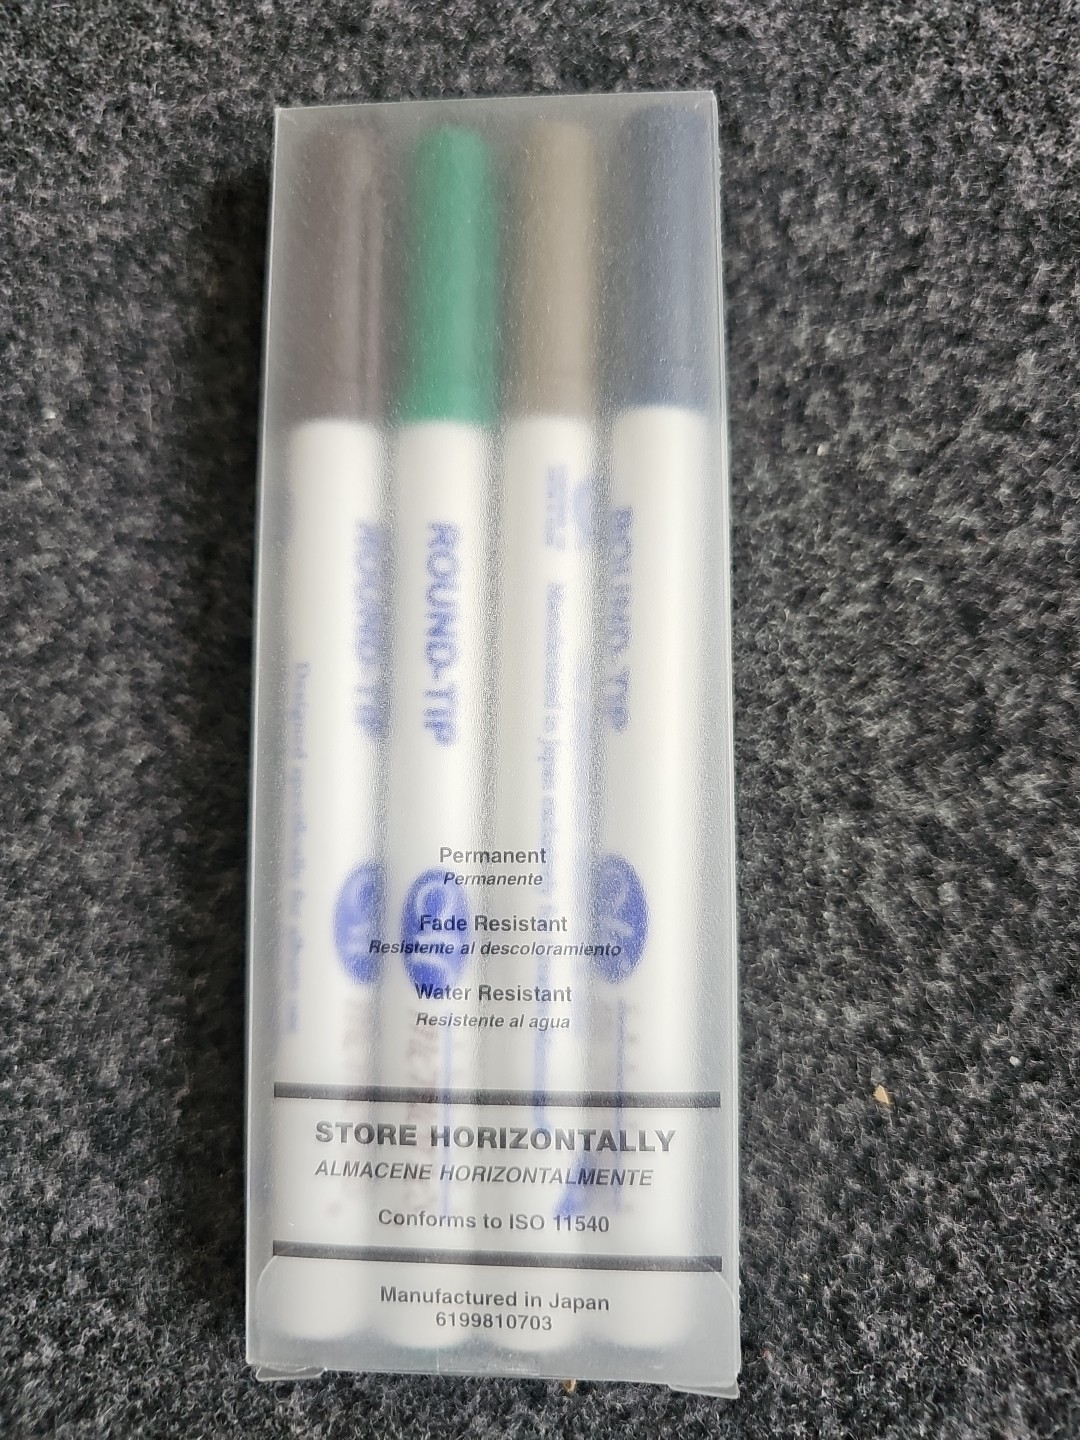 ROUND-TIP
ROUND-TIP
ROUND-TIP
Permanent
Permanente
Fade Resistant
Resistente al descoloramiento
Water Resistant
Resistente al agua
STORE HORIZONTALLY
ALMACENE HORIZONTALMENTE
Conforms to ISO 11540
Manufactured in Japan
6199810703